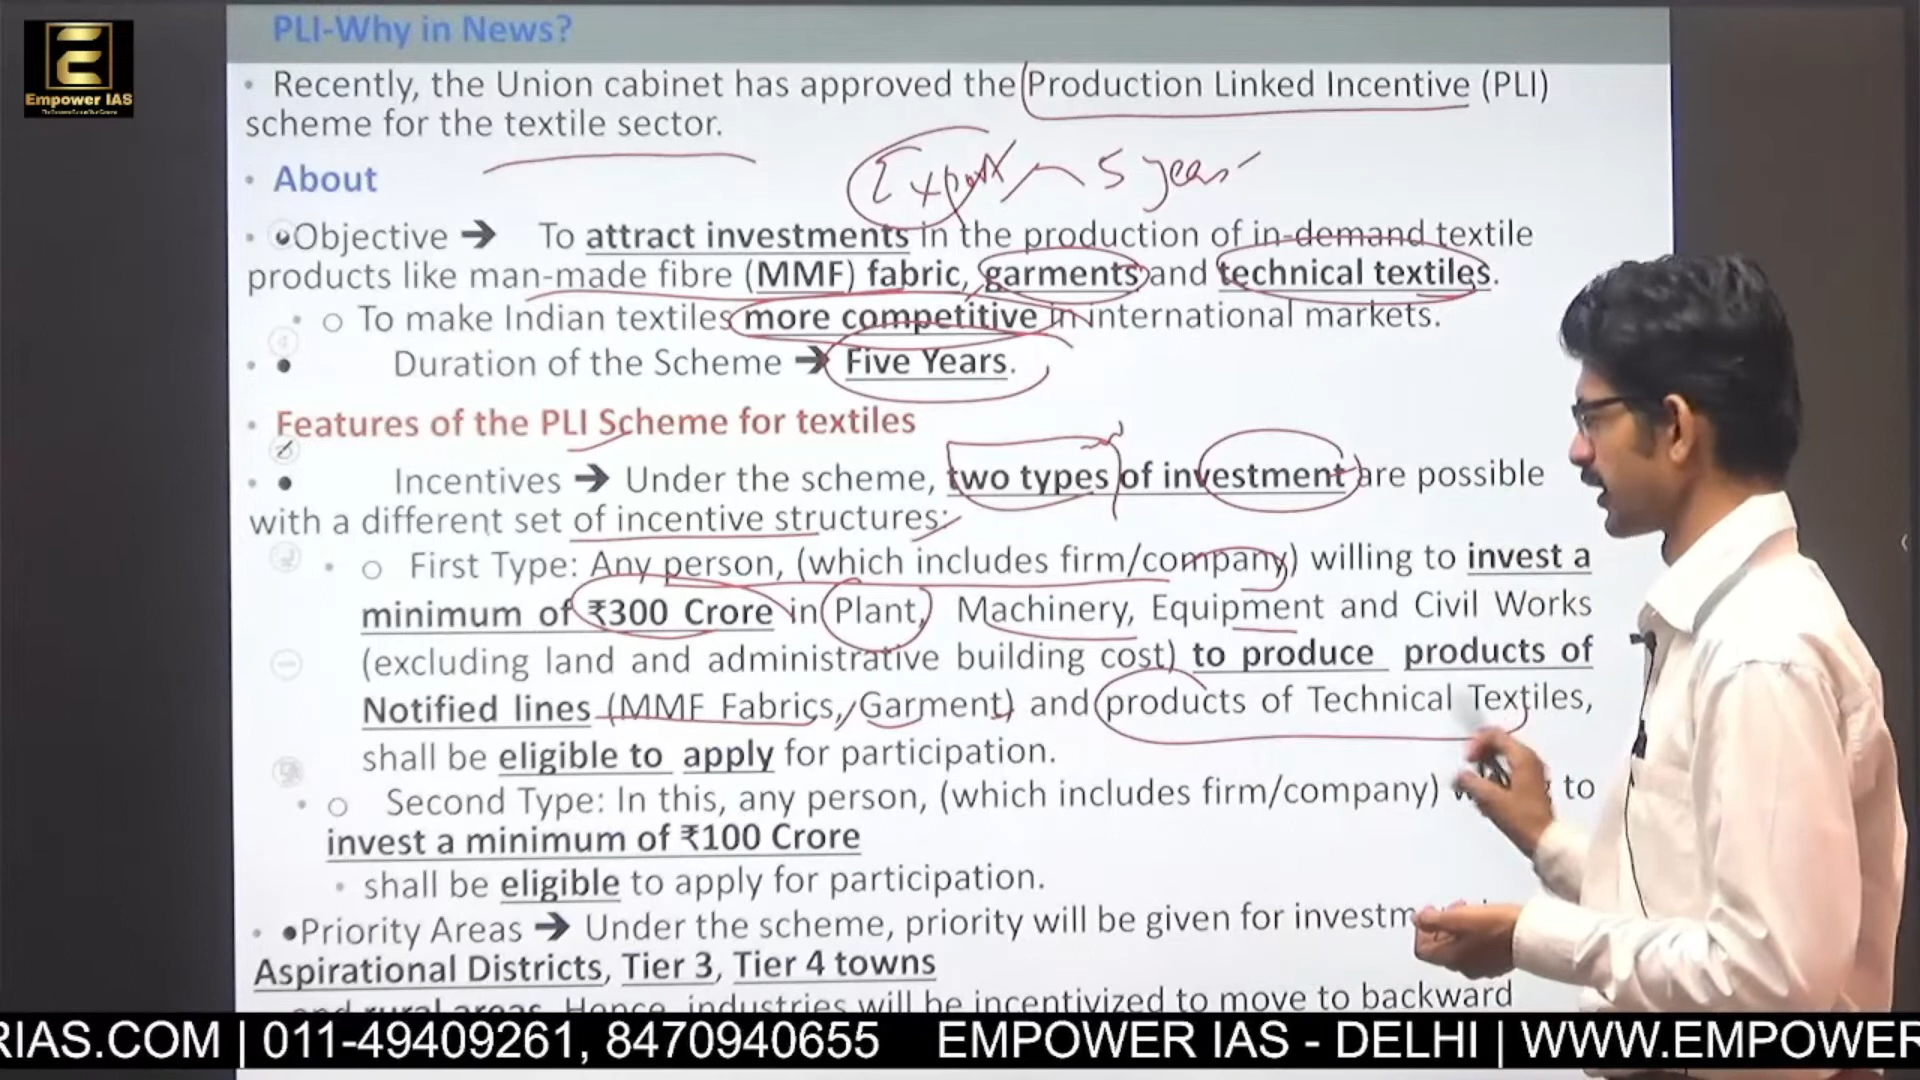 Empower IAS
PLI-Why in News?
• Recently, the Union cabinet has approved the Production Linked Incentive (PLI)
scheme for the textile sector.
Export 5 years
• About
• •Objective ➔ To attract investments in the production of in-demand textile
products like man-made fibre (MMF) fabric, garments and technical textiles.
• o To make Indian textiles more competitive in international markets.
• • Duration of the Scheme ➔ Five Years.
• Features of the PLI Scheme for textiles
• • Incentives ➔ Under the scheme, two types of investment are possible
with a different set of incentive structures:
• o First Type: Any person, (which includes firm/company) willing to invest a
minimum of ₹300 Crore in Plant, Machinery, Equipment and Civil Works
(excluding land and administrative building cost) to produce products of
Notified lines (MMF Fabrics, Garment) and products of Technical Textiles,
shall be eligible to apply for participation.
• o Second Type: In this, any person, (which includes firm/company) to
invest a minimum of ₹100 Crore
• shall be eligible to apply for participation.
• •Priority Areas ➔ Under the scheme, priority will be given for investm
Aspirational Districts, Tier 3, Tier 4 towns
and rural areas. Hence, industries will be incentivized to move to backward
RIAS.COM | 011-49409261, 8470940655 EMPOWER IAS - DELHI | WWW.EMPOWER